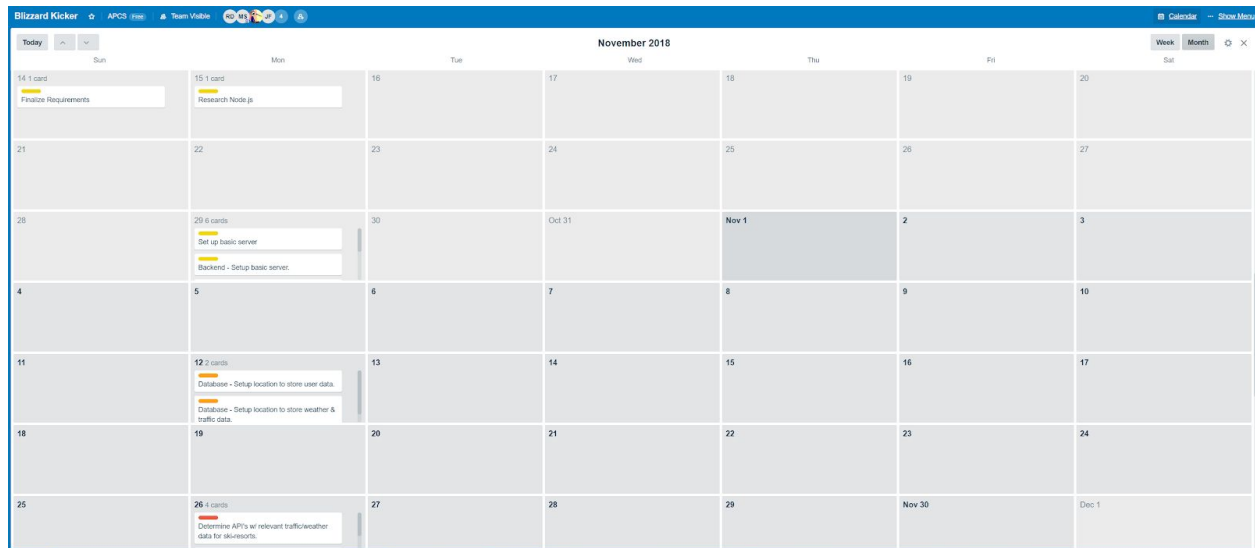 Blizzard Kicker APCS Free Team Visible RD MS JF 4 Calendar ··· Show Menu
Today November 2018 Week Month
Sun Mon Tue Wed Thu Fri Sat
14 1 card 15 1 card 16 17 18 19 20
Finalize Requirements Research Node.js
21 22 23 24 25 26 27
28 29 6 cards 30 Oct 31 Nov 1 2 3
Set up basic server
Backend - Setup basic server.
4 5 6 7 8 9 10
11 12 2 cards 13 14 15 16 17
Database - Setup location to store user data.
Database - Setup location to store weather &
traffic data.
18 19 20 21 22 23 24
25 26 4 cards 27 28 29 Nov 30 Dec 1
Determine API's w/ relevant traffic/weather
data for ski-resorts.